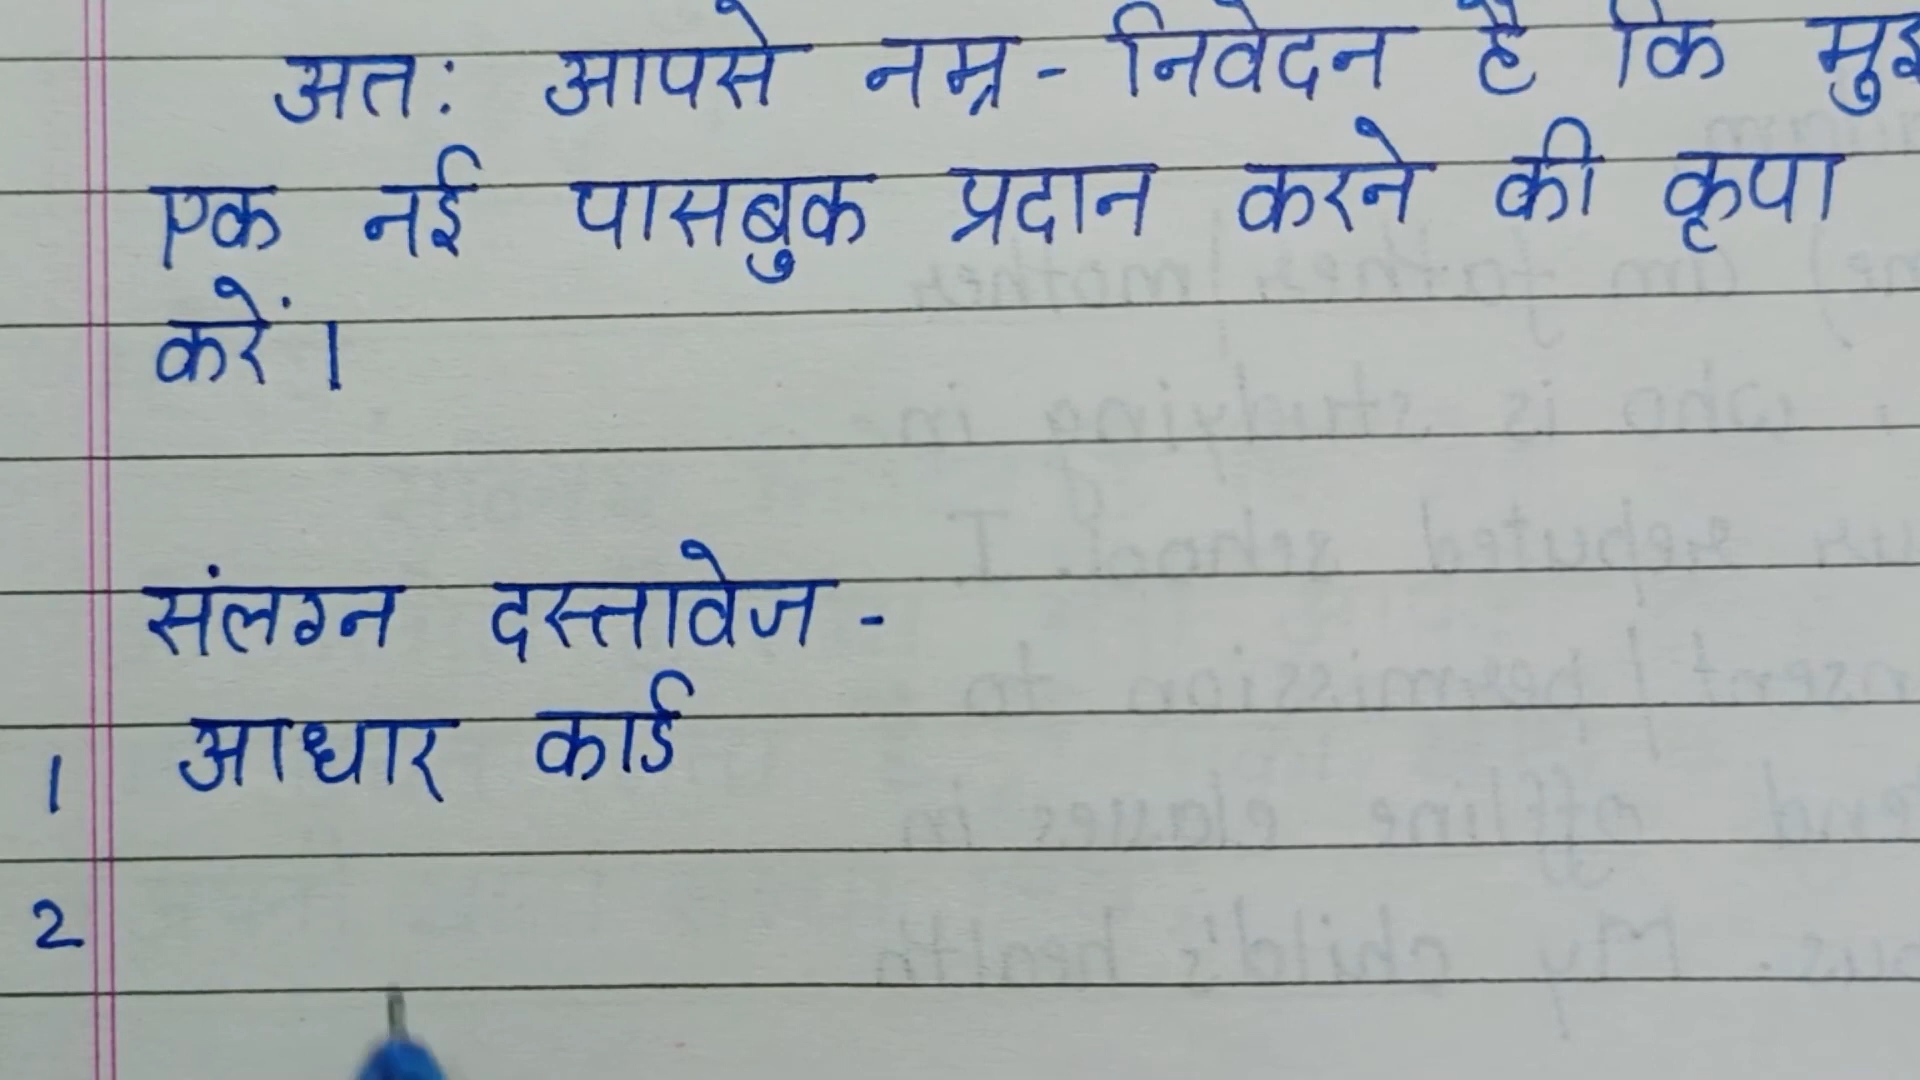 अतः आपसे नम्र - निवेदन है कि
एक नई पासबुक प्रदान करने की कृपा
करें।
संलग्न दस्तावेज -
1 आधार कार्ड
2